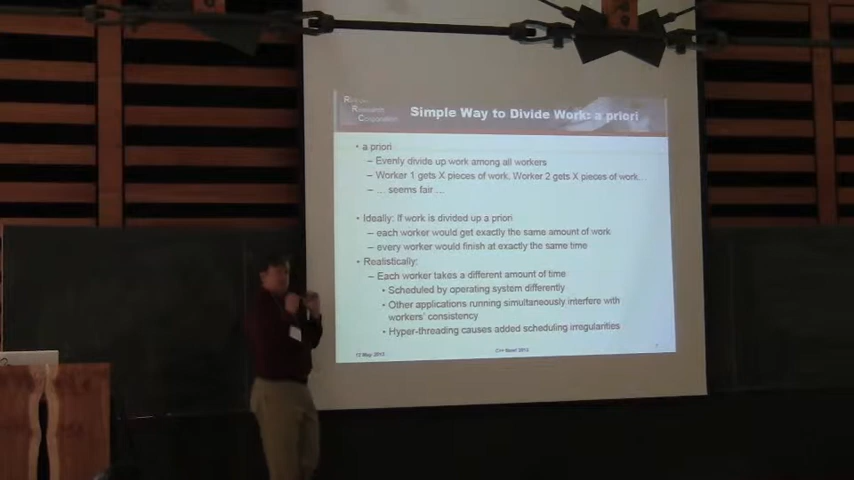 Research
Corporation
Simple Way to Divide Work: a priori
• a priori
– Evenly divide up work among all workers
– Worker 1 gets X pieces of work, Worker 2 gets X pieces of work...
– ... seems fair ...
• Ideally: If work is divided up a priori
– each worker would get exactly the same amount of work
– every worker would finish at exactly the same time
• Realistically:
– Each worker takes a different amount of time
• Scheduled by operating system differently
• Other applications running simultaneously interfere with
workers' consistency
• Hyper-threading causes added scheduling irregularities
C++ Now! 2013